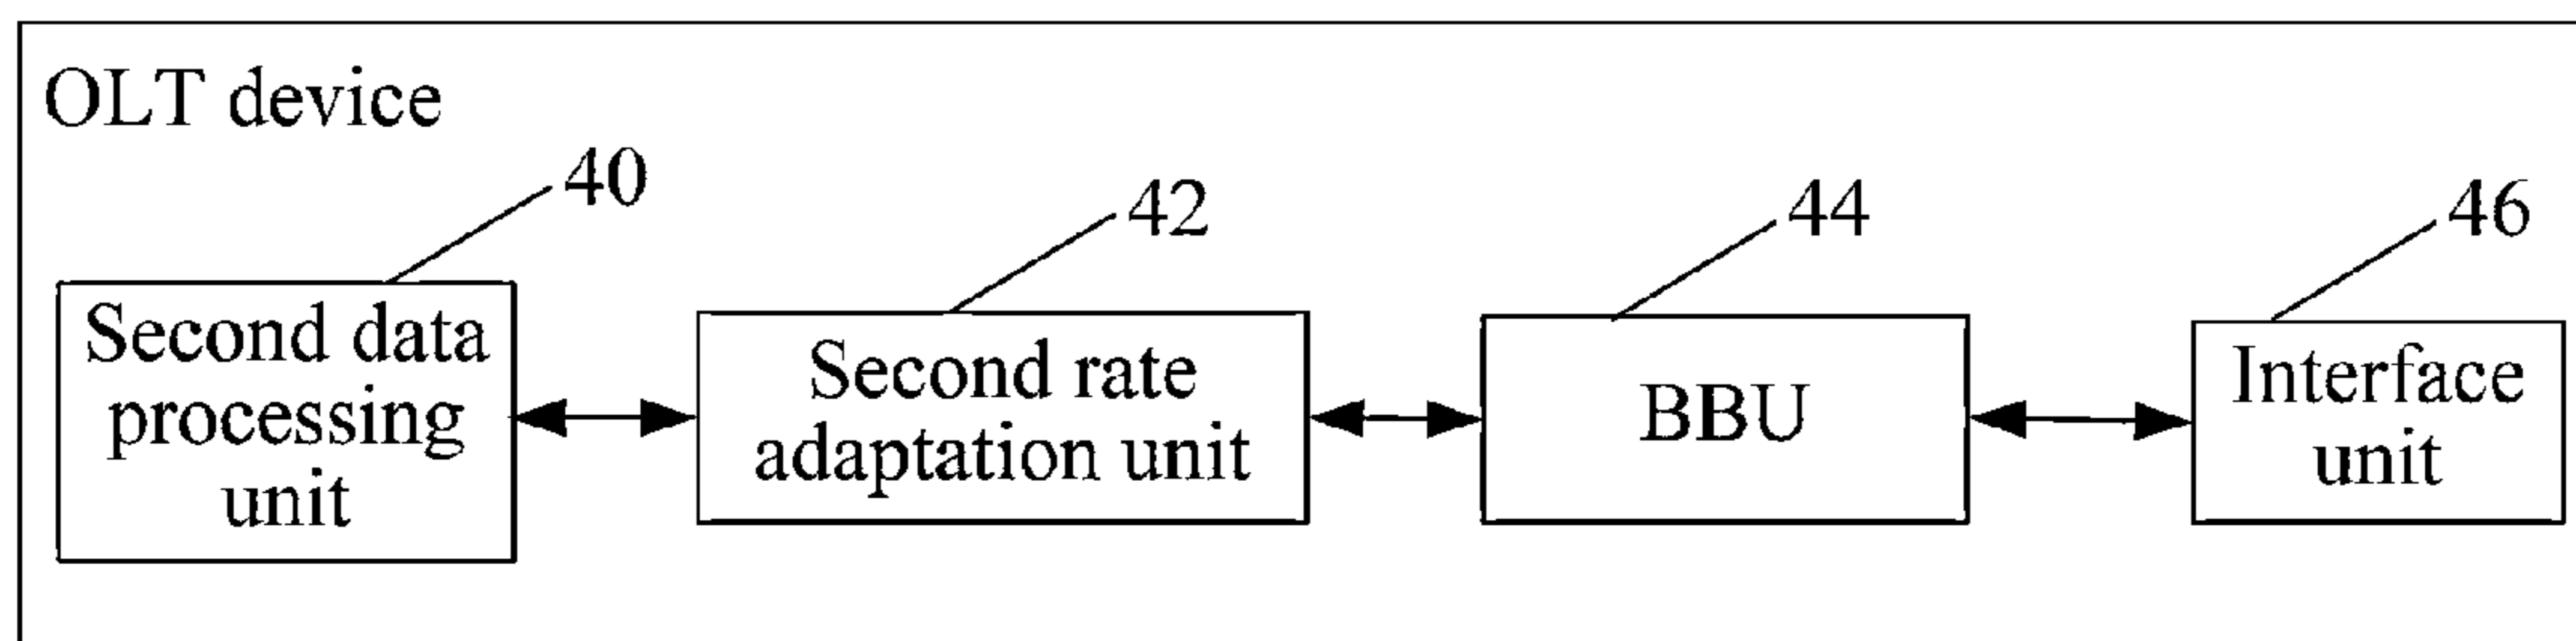 OLT device
40
42
44
46
Second data
processing
unit
Second rate
adaptation unit
BBU
Interface
unit